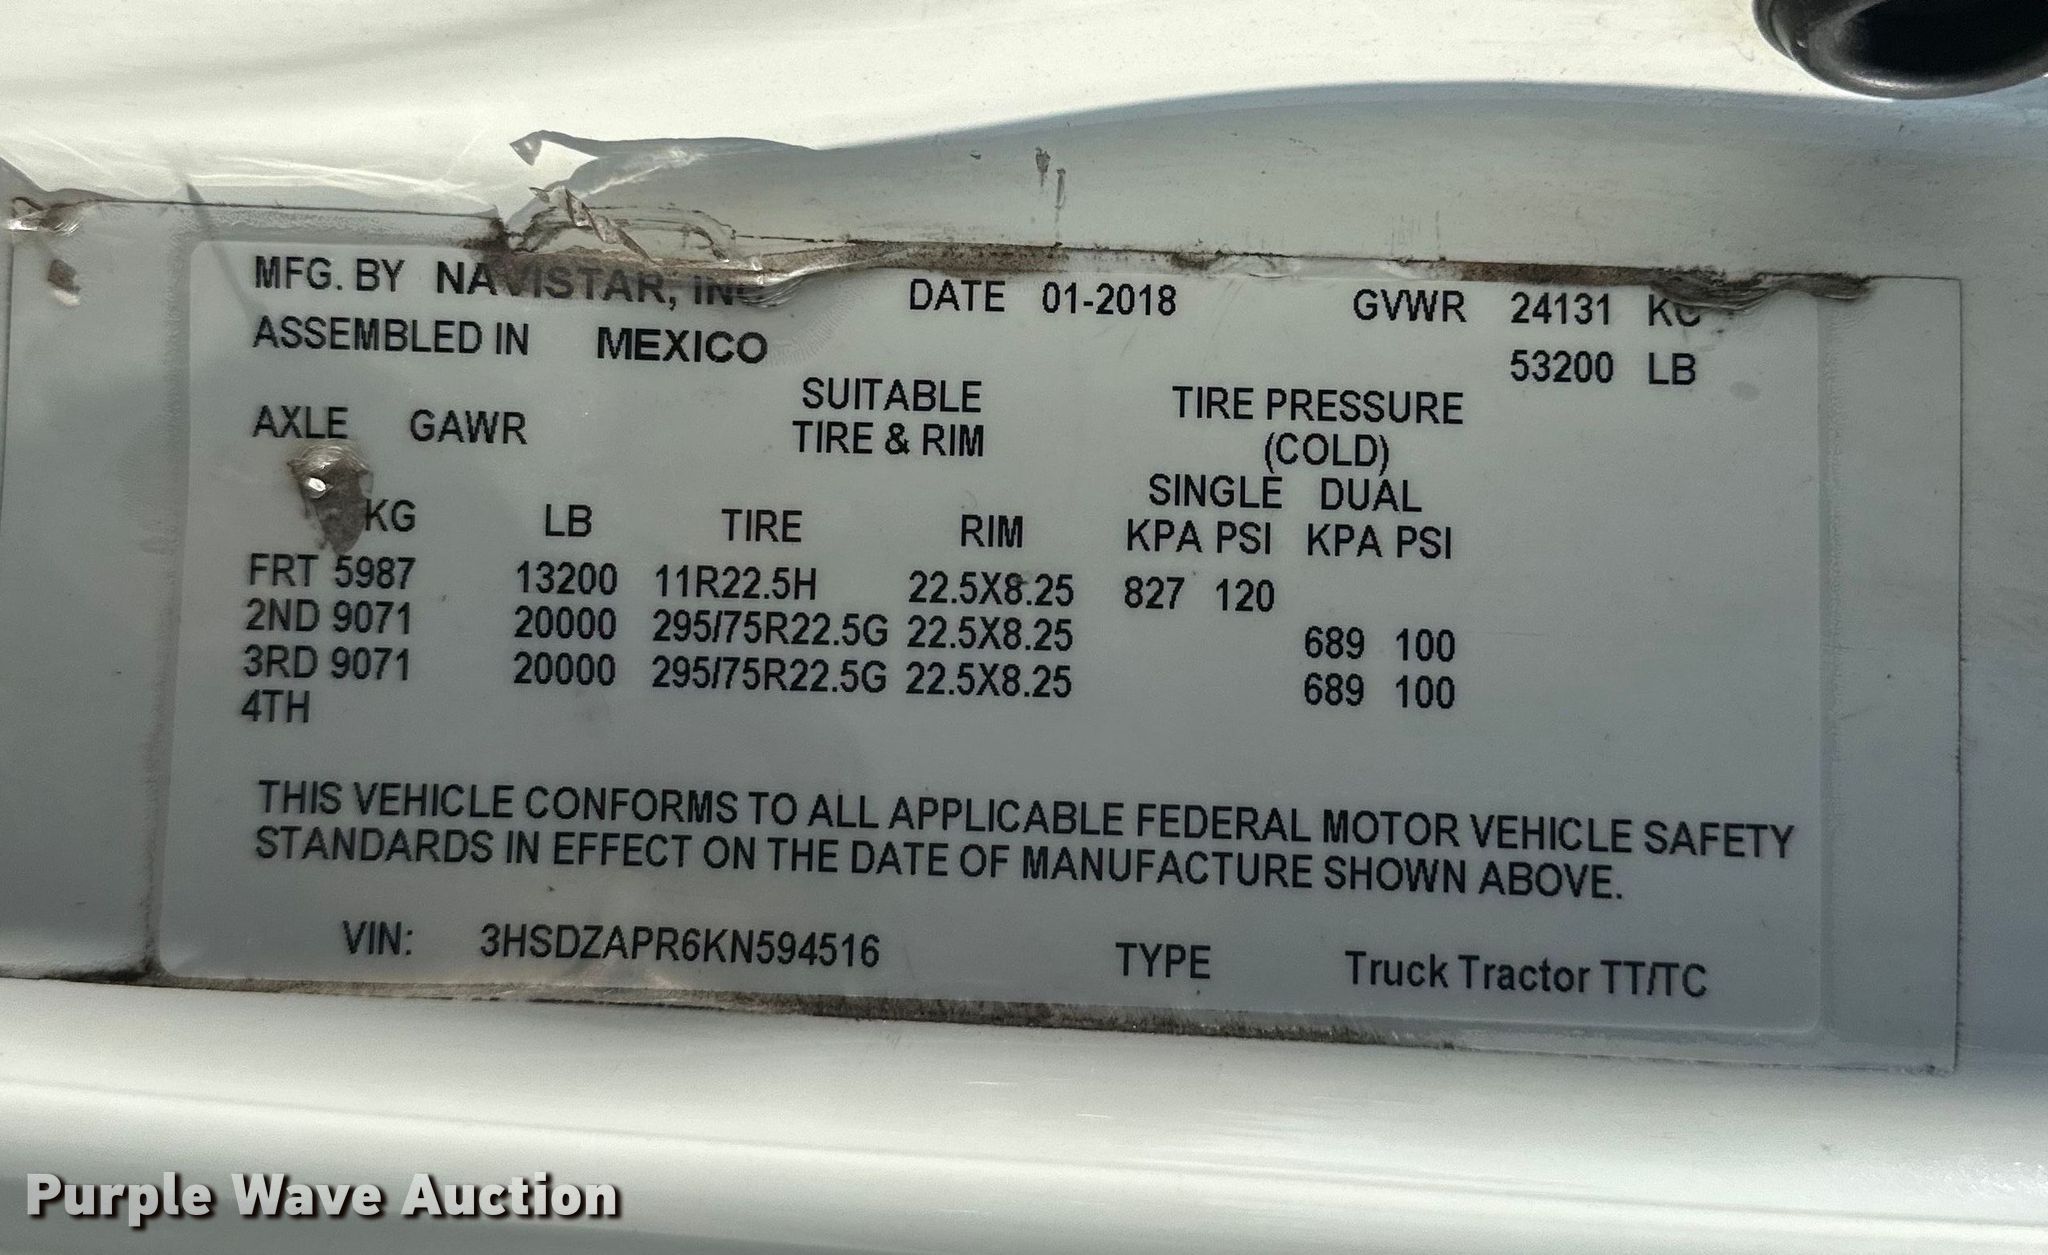 MFG. BY NAVISTAR, INC DATE 01-2018 GVWR 24131 KG
ASSEMBLED IN MEXICO 53200 LB
SUITABLE TIRE PRESSURE
AXLE GAWR TIRE & RIM (COLD)
SINGLE DUAL
KG LB TIRE RIM KPA PSI KPA PSI
FRT 5987 13200 11R22.5H 22.5X8.25 827 120
2ND 9071 20000 295/75R22.5G 22.5X8.25 689 100
3RD 9071 20000 295/75R22.5G 22.5X8.25 689 100
4TH
THIS VEHICLE CONFORMS TO ALL APPLICABLE FEDERAL MOTOR VEHICLE SAFETY
STANDARDS IN EFFECT ON THE DATE OF MANUFACTURE SHOWN ABOVE.
VIN: 3HSDZAPR6KN594516 TYPE Truck Tractor TT/TC
Purple Wave Auction